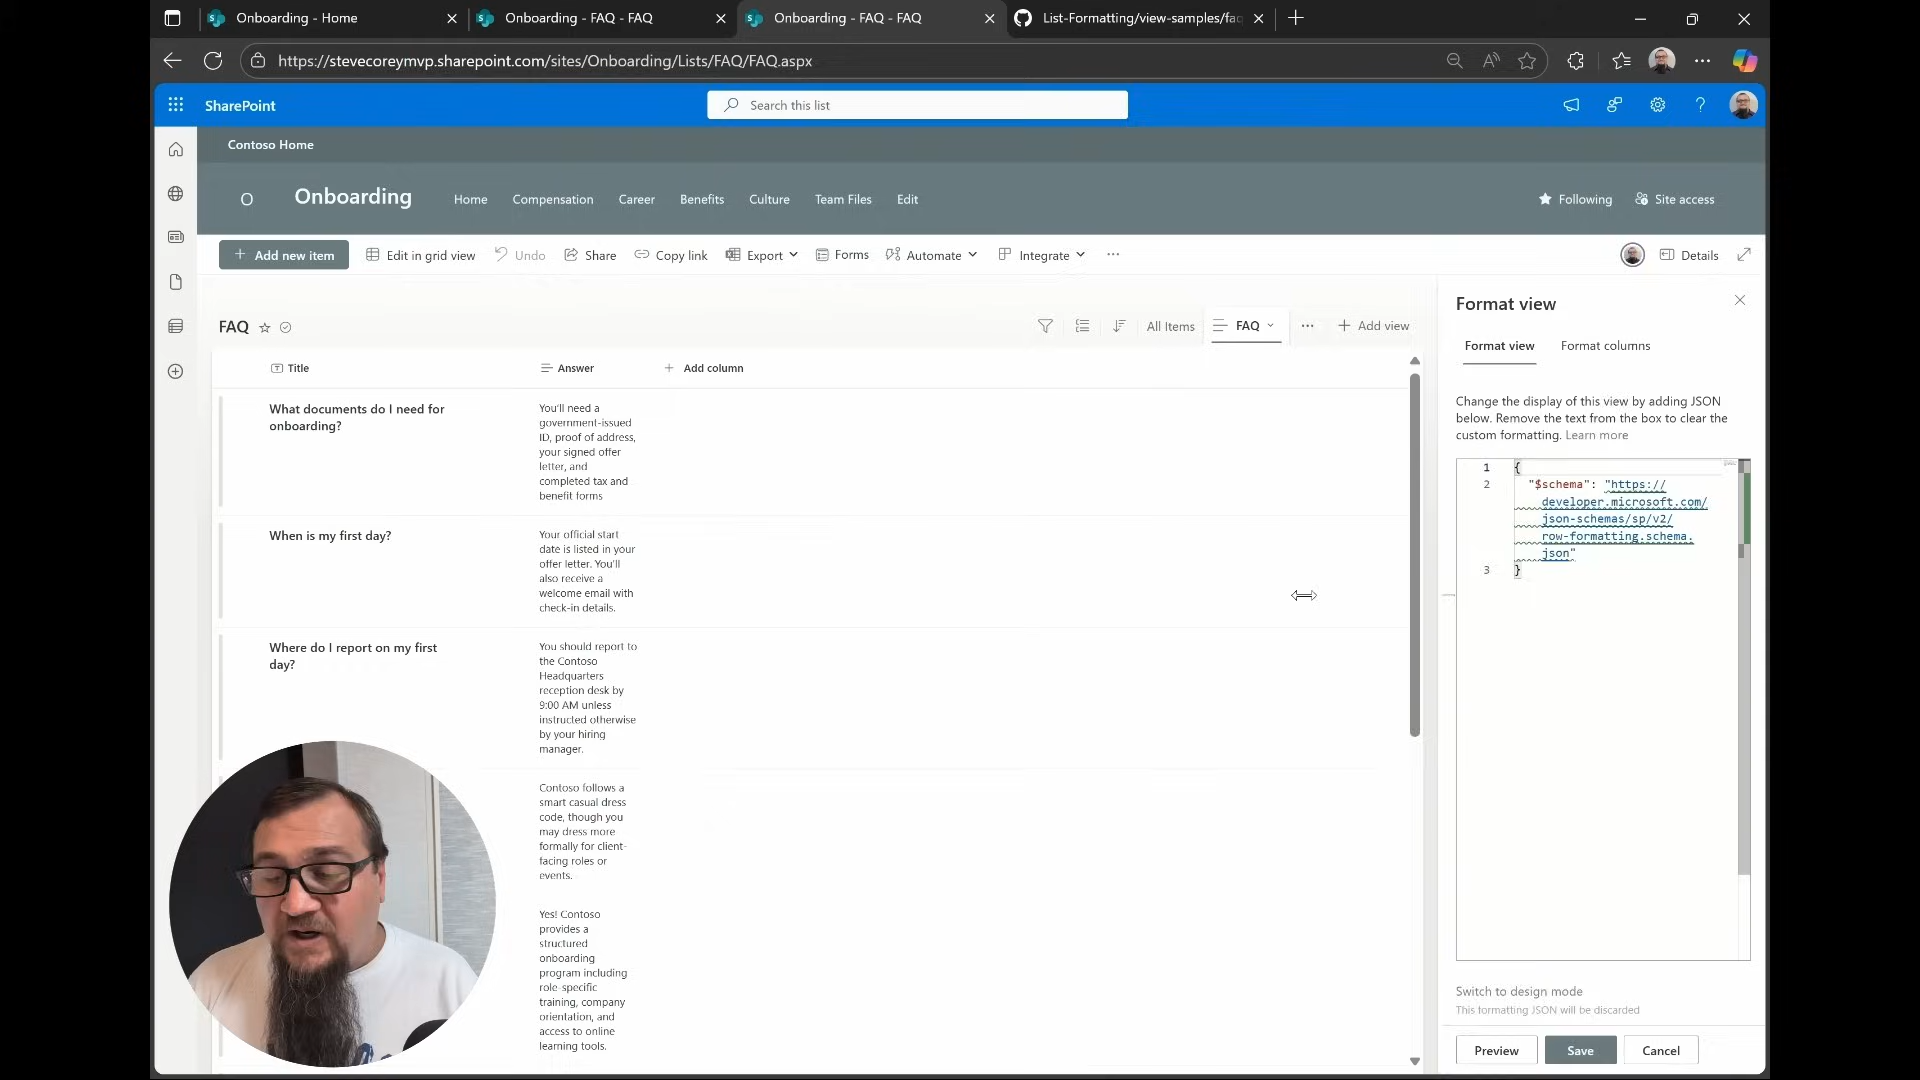 Onboarding - Home
Onboarding - FAQ - FAQ
Onboarding - FAQ - FAQ
List-Formatting/view-samples/faq
https://stevecoreymvp.sharepoint.com/sites/Onboarding/Lists/FAQ/FAQ.aspx
SharePoint
Search this list
Contoso Home
O
Onboarding
Home
Compensation
Career
Benefits
Culture
Team Files
Edit
Following
Site access
Add new item
Edit in grid view
Undo
Share
Copy link
Export
Forms
Automate
Integrate
Details
FAQ
All Items
FAQ
Add view
Title
Answer
Add column
What documents do I need for
onboarding?
You'll need a
government-issued
ID, proof of address,
your signed offer
letter, and
completed tax and
benefit forms
When is my first day?
Your official start
date is listed in your
offer letter. You'll
also receive a
welcome email with
check-in details.
Where do I report on my first
day?
You should report to
the Contoso
Headquarters
reception desk by
9:00 AM unless
instructed otherwise
by your hiring
manager.
Contoso follows a
smart casual dress
code, though you
may dress more
formally for client-
facing roles or
events.
Yes! Contoso
provides a
structured
onboarding
program including
role-specific
training, company
orientation, and
access to online
learning tools.
Format view
Format view
Format columns
Change the display of this view by adding JSON
below. Remove the text from the box to clear the
custom formatting. Learn more
1 {
2 "$schema": "https://
developer.microsoft.com/
json-schemas/sp/v2/
row-formatting.schema.
json"
3 }
Switch to design mode
This formatting JSON will be discarded
Preview
Save
Cancel